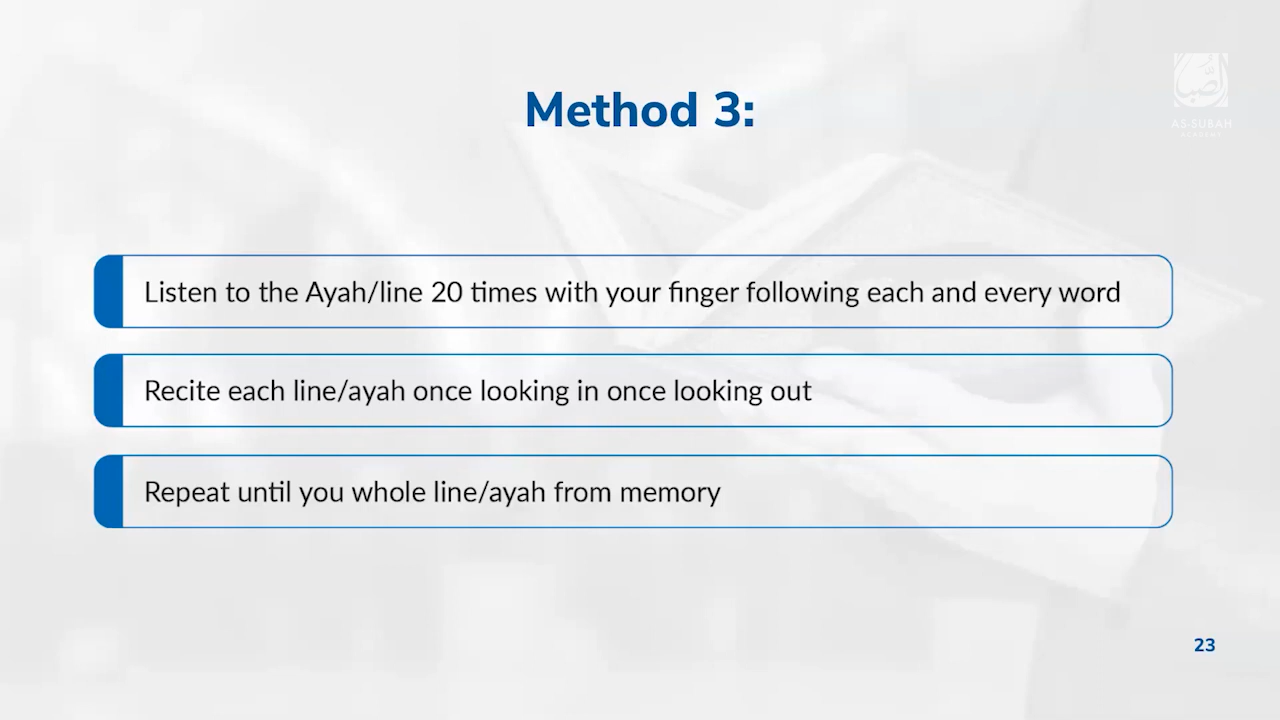 Method 3:
AS-SUBAH
ACADEMY
Listen to the Ayah/line 20 times with your finger following each and every word
Recite each line/ayah once looking in once looking out
Repeat until you whole line/ayah from memory
23